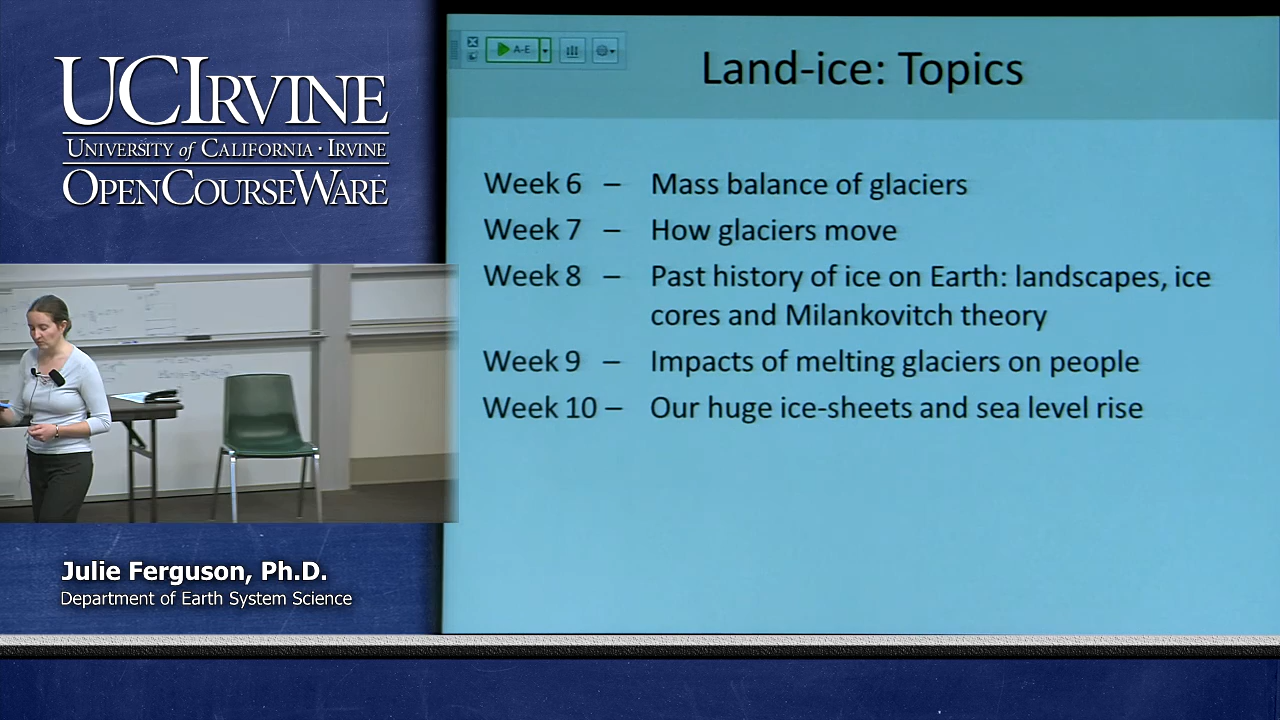 UCIRVINE
UNIVERSITY of CALIFORNIA · IRVINE
OPENCOURSEWARE
Julie Ferguson, Ph.D.
Department of Earth System Science
A-E
Land-ice: Topics
Week 6 – Mass balance of glaciers
Week 7 – How glaciers move
Week 8 – Past history of ice on Earth: landscapes, ice
cores and Milankovitch theory
Week 9 – Impacts of melting glaciers on people
Week 10 – Our huge ice-sheets and sea level rise